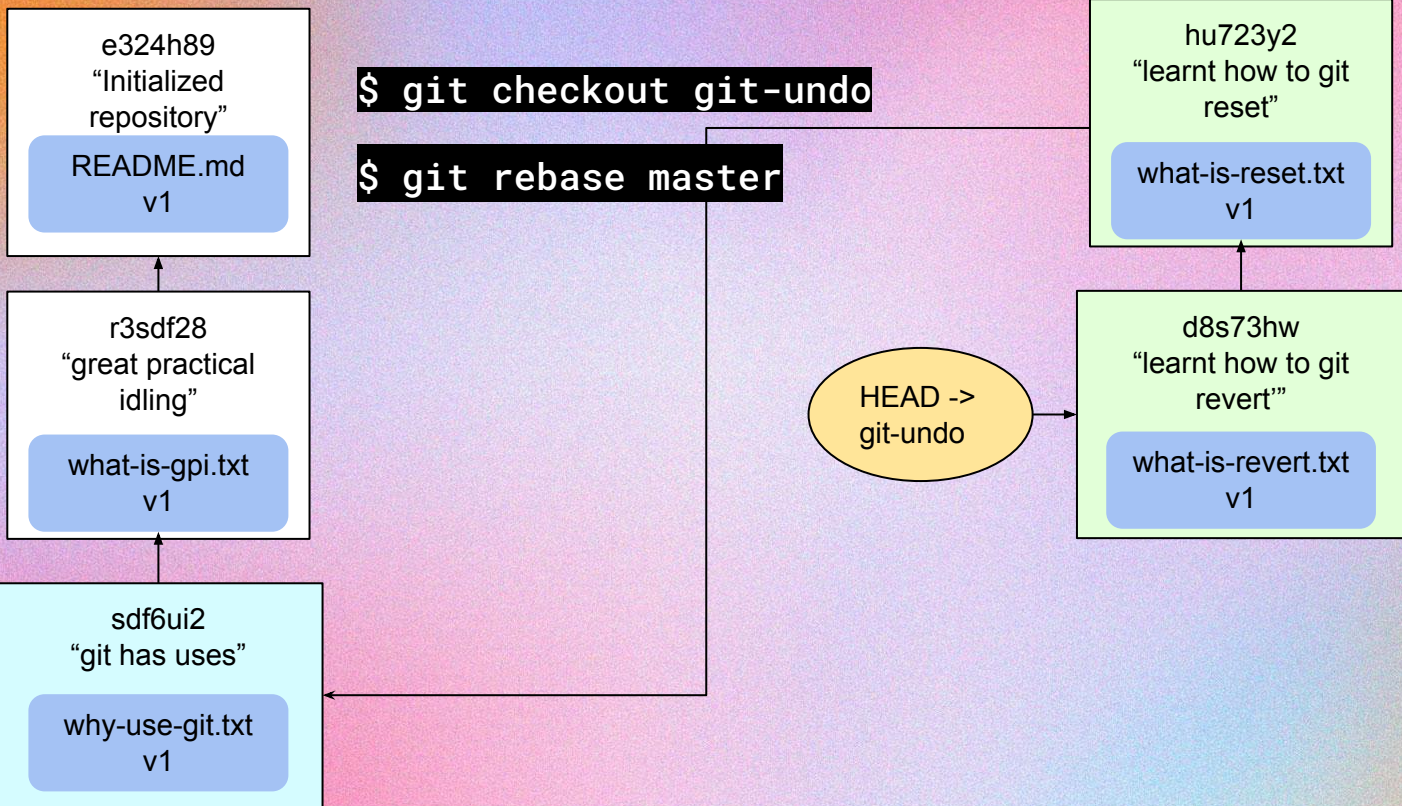 e324h89
“Initialized
repository”
README.md
v1
$ git checkout git-undo
$ git rebase master
hu723y2
“learnt how to git
reset”
what-is-reset.txt
v1
r3sdf28
“great practical
idling”
what-is-gpi.txt
v1
HEAD ->
git-undo
d8s73hw
“learnt how to git
revert’”
what-is-revert.txt
v1
sdf6ui2
“git has uses”
why-use-git.txt
v1